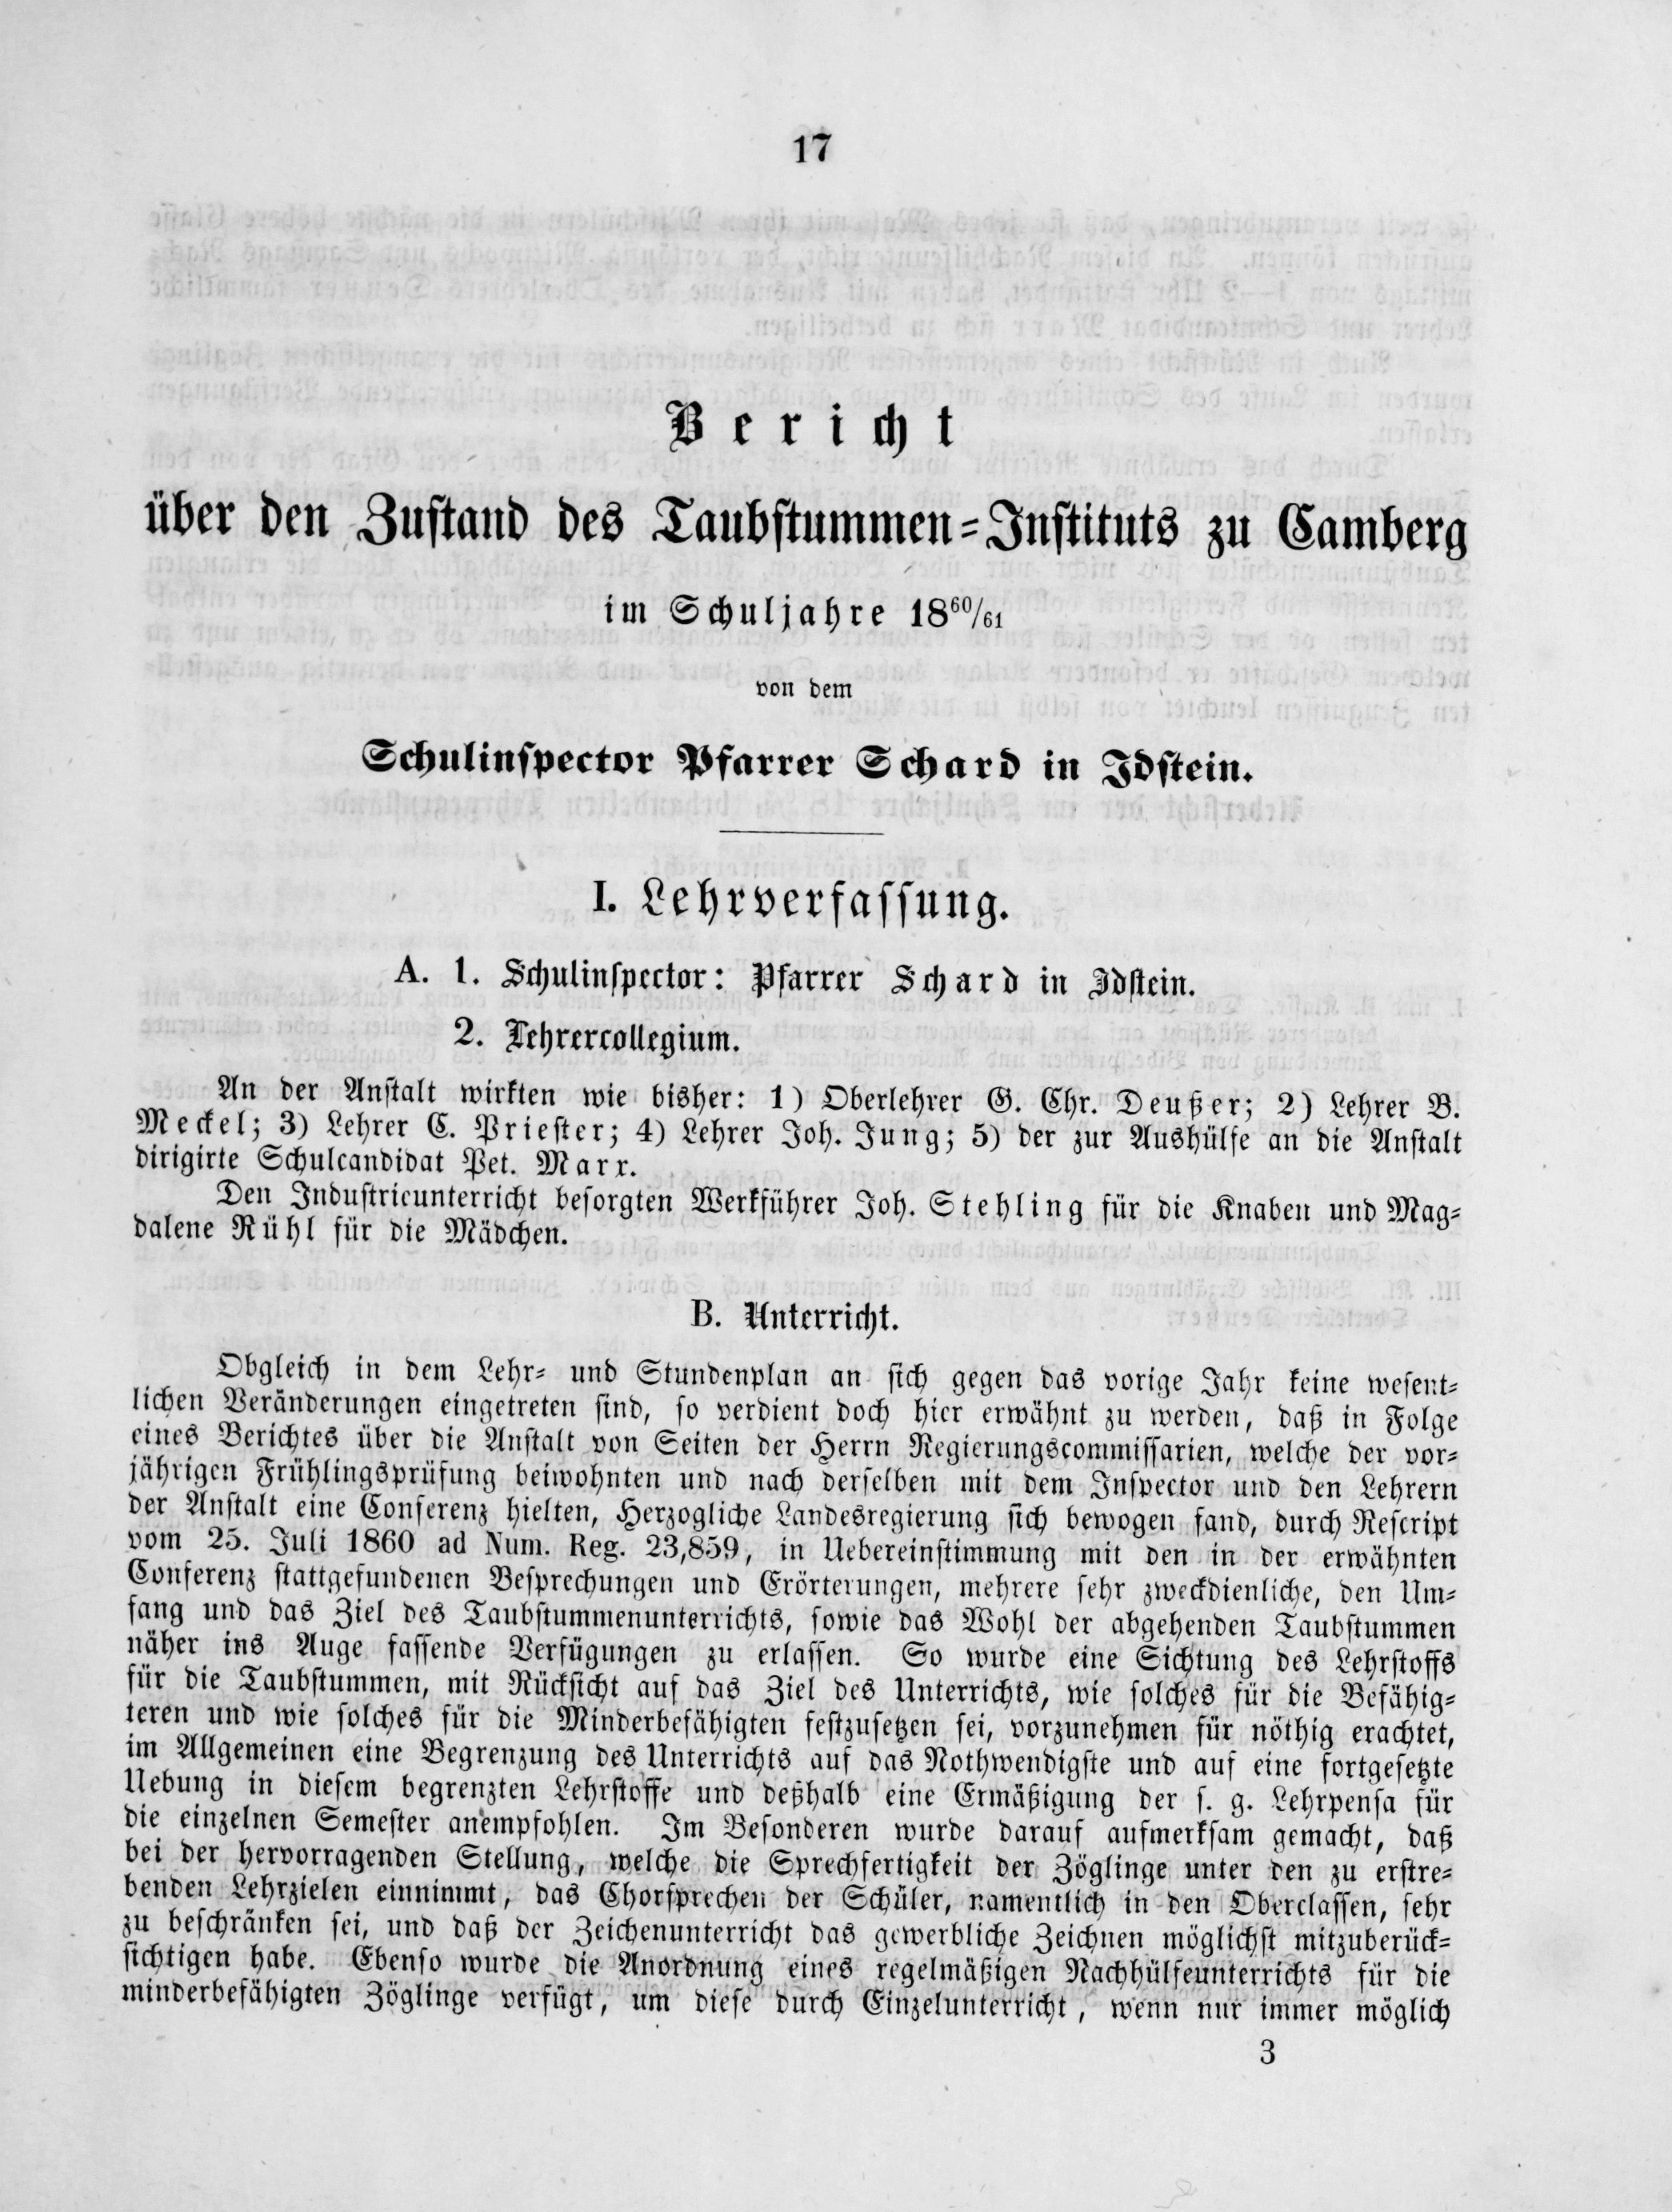 17
Bericht
über den Zustand des Taubstummen-Instituts zu Camberg
im Schuljahre 18⁶⁰/₆₁
von dem
Schulinspector Pfarrer Schard in Idstein.
I. Lehrverfassung.
A. 1. Schulinspector: Pfarrer Schard in Idstein.
2. Lehrercollegium.
An der Anstalt wirkten wie bisher: 1) Oberlehrer G. Chr. Deußer; 2) Lehrer B.
Meckel; 3) Lehrer C. Priester; 4) Lehrer Joh. Jung; 5) der zur Aushülfe an die Anstalt
dirigirte Schulcandidat Pet. Marx.
Den Industrieunterricht besorgten Werkführer Joh. Stehling für die Knaben und Mag-
dalene Rühl für die Mädchen.
B. Unterricht.
Obgleich in dem Lehr- und Stundenplan an sich gegen das vorige Jahr keine wesent-
lichen Veränderungen eingetreten sind, so verdient doch hier erwähnt zu werden, daß in Folge
eines Berichtes über die Anstalt von Seiten der Herrn Regierungscommissarien, welche der vor-
jährigen Frühlingsprüfung beiwohnten und nach derselben mit dem Inspector und den Lehrern
der Anstalt eine Conferenz hielten, Herzogliche Landesregierung sich bewogen fand, durch Rescript
vom 25. Juli 1860 ad Num. Reg. 23,859, in Uebereinstimmung mit den in der erwähnten
Conferenz stattgefundenen Besprechungen und Erörterungen, mehrere sehr zweckdienliche, den Um-
fang und das Ziel des Taubstummenunterrichts, sowie das Wohl der abgehenden Taubstummen
näher ins Auge fassende Verfügungen zu erlassen. So wurde eine Sichtung des Lehrstoffs
für die Taubstummen, mit Rücksicht auf das Ziel des Unterrichts, wie solches für die Befähig-
teren und wie solches für die Minderbefähigten festzusetzen sei, vorzunehmen für nöthig erachtet,
im Allgemeinen eine Begrenzung des Unterrichts auf das Nothwendigste und auf eine fortgesetzte
Uebung in diesem begrenzten Lehrstoffe und deßhalb eine Ermäßigung der s. g. Lehrpensa für
die einzelnen Semester anempfohlen. Im Besonderen wurde darauf aufmerksam gemacht, daß
bei der hervorragenden Stellung, welche die Sprechfertigkeit der Zöglinge unter den zu erstre-
benden Lehrzielen einnimmt, das Chorsprechen der Schüler, namentlich in den Oberclassen, sehr
zu beschränken sei, und daß der Zeichenunterricht das gewerbliche Zeichnen möglichst mitzuberück-
sichtigen habe. Ebenso wurde die Anordnung eines regelmäßigen Nachhülfeunterrichts für die
minderbefähigten Zöglinge verfügt, um diese durch Einzelunterricht, wenn nur immer möglich
3